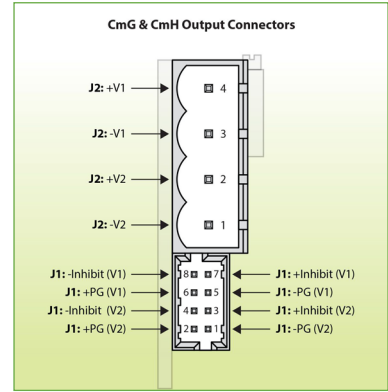 CmG & CmH Output Connectors
J2: +V1
4
J2: -V1
3
J2: +V2
2
J2: -V2
1
J1: -Inhibit (V1)
8
7
J1: +Inhibit (V1)
J1: +PG (V1)
6
5
J1: -PG (V1)
J1: -Inhibit (V2)
4
3
J1: +Inhibit (V2)
J1: +PG (V2)
2
1
J1: -PG (V2)